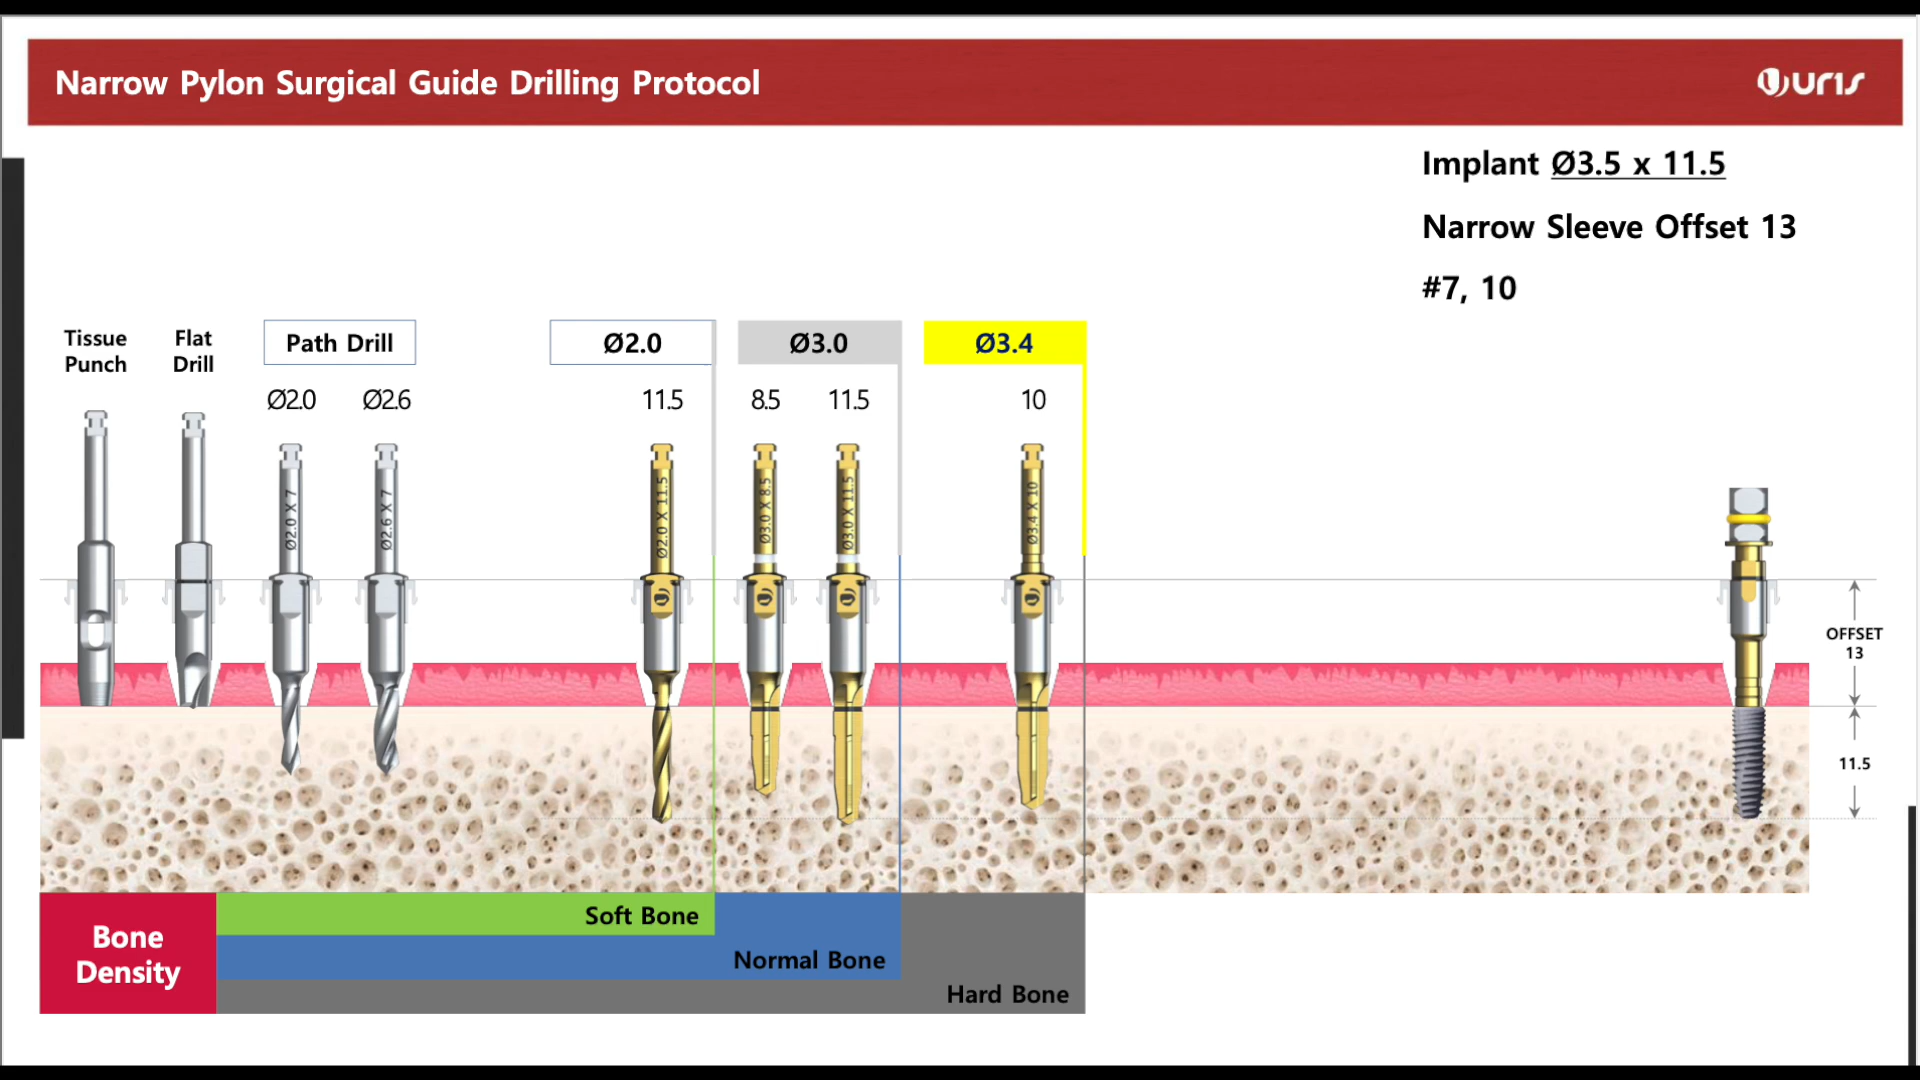 Narrow Pylon Surgical Guide Drilling Protocol
uris
Implant Ø3.5 x 11.5
Narrow Sleeve Offset 13
#7, 10
Tissue Punch
Flat Drill
Path Drill
Ø2.0
Ø3.0
Ø3.4
Ø2.0
Ø2.6
11.5
8.5
11.5
10
Ø2.0 X 7
Ø2.6 X 7
Ø2.0 X 11.5
Ø3.0 X 8.5
Ø3.0 X 11.5
Ø3.4 X 10
OFFSET
13
11.5
Bone
Density
Soft Bone
Normal Bone
Hard Bone